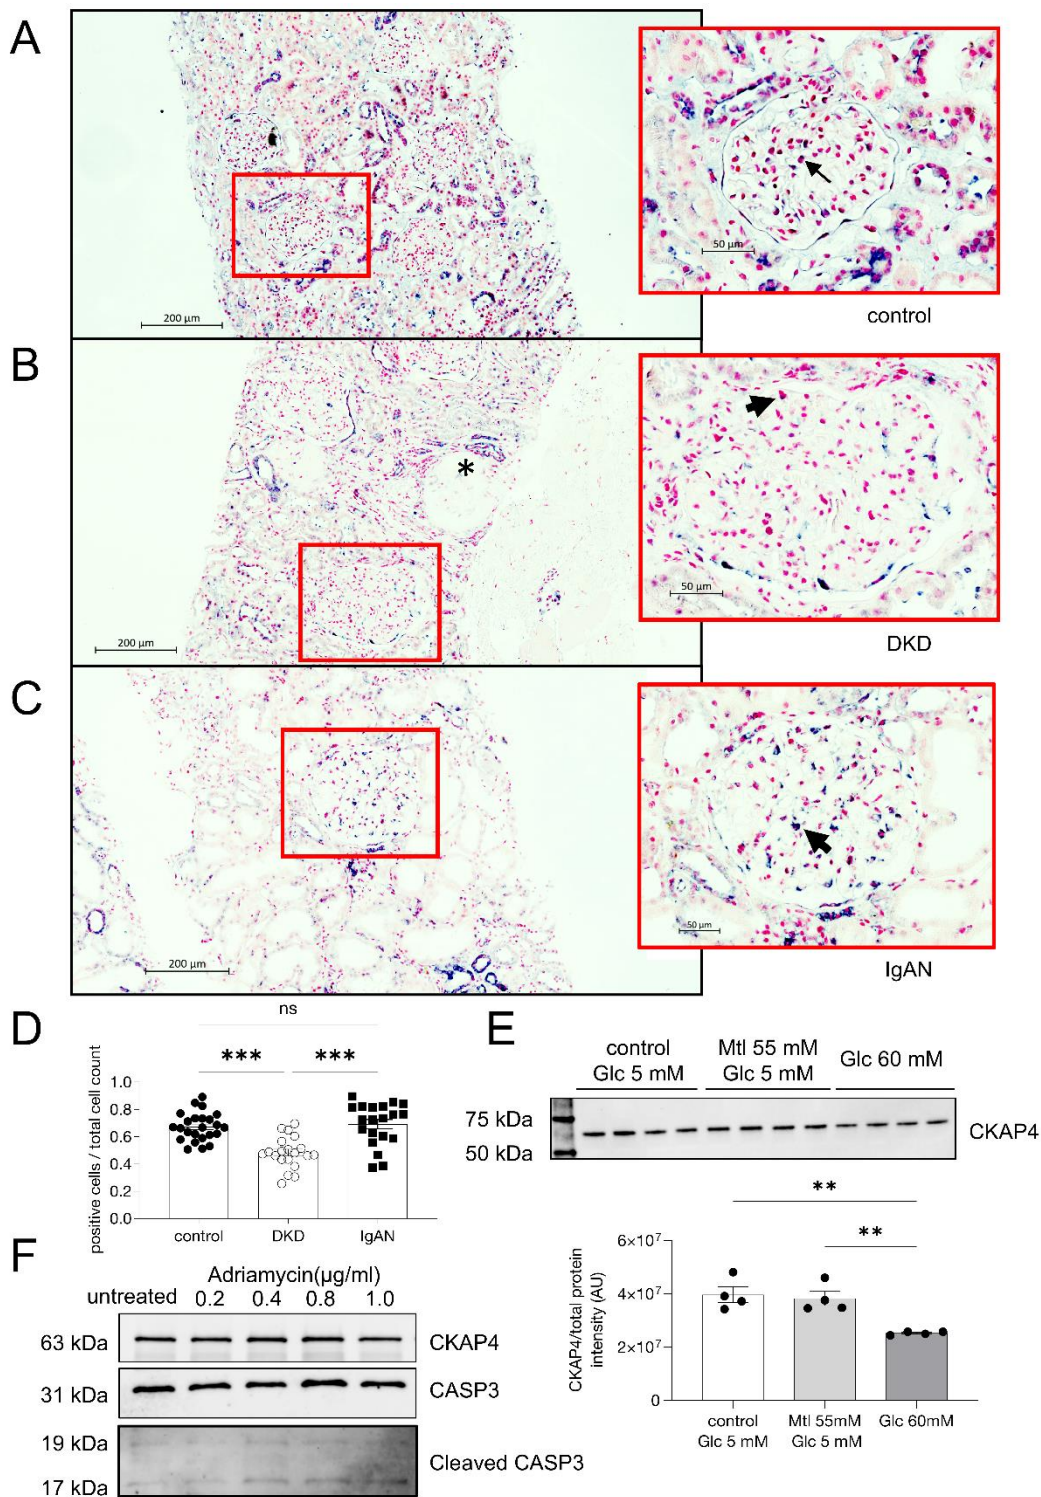 A
200 µm
50 µm
control
B
*
200 µm
50 µm
DKD
C
200 µm
50 µm
IgAN
D
ns
*** ***
positive cells / total cell count
1.0
0.8
0.6
0.4
0.2
0.0
control DKD IgAN
E
control Glc 5 mM
Mtl 55 mM Glc 5 mM
Glc 60 mM
75 kDa
50 kDa
CKAP4
**
**
CKAP4/total protein
intensity (AU)
6×10⁷
4×10⁷
2×10⁷
0
control Glc 5 mM
Mtl 55mM Glc 5 mM
Glc 60mM
F
Adriamycin(µg/ml)
untreated 0.2 0.4 0.8 1.0
63 kDa CKAP4
31 kDa CASP3
19 kDa
Cleaved CASP3
17 kDa